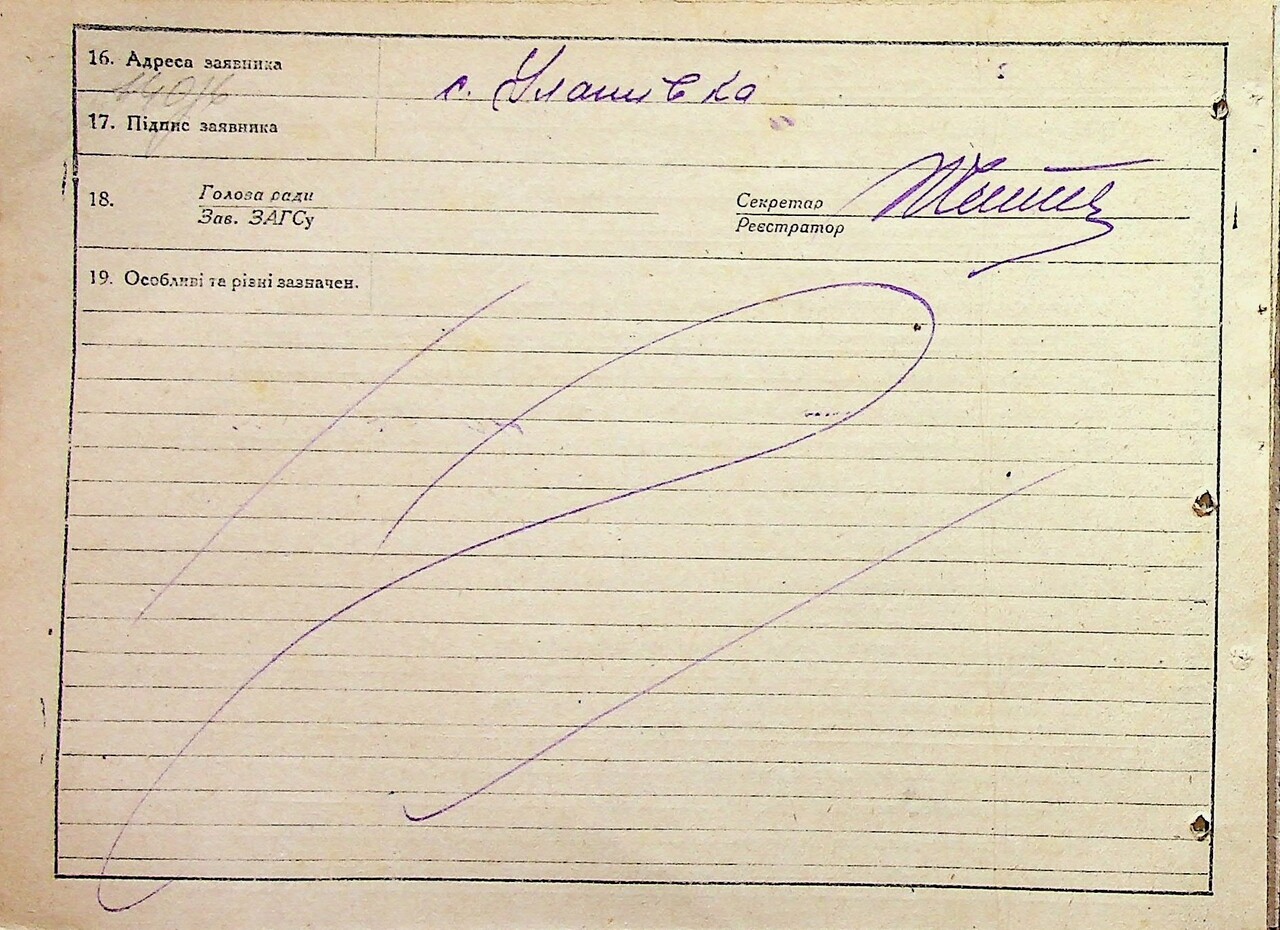 16. Адреса заявника с. Уланівка
17. Підпис заявника
18. Голова ради Секретар
Зав. ЗАГСу Реєстратор
19. Особливі та різні зазначен.